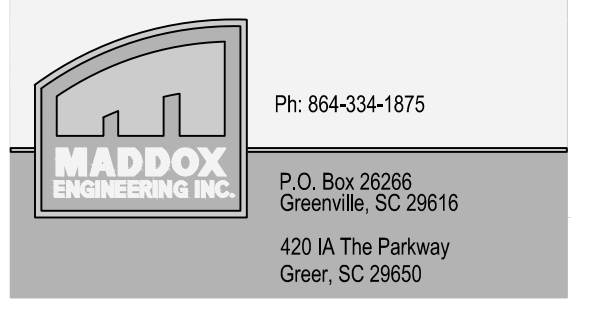 Ph: 864-334-1875
MADDOX
ENGINEERING INC.
P.O. Box 26266
Greenville, SC 29616
420 IA The Parkway
Greer, SC 29650